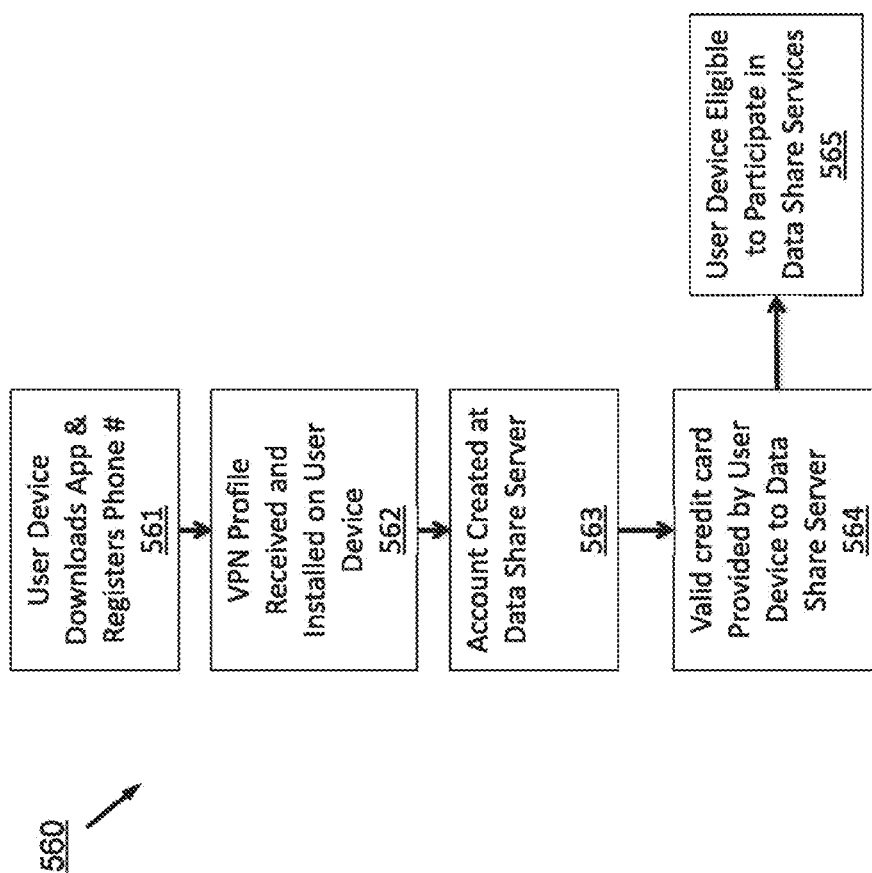 560
User Device
Downloads App &
Registers Phone #
561
VPN Profile
Received and
Installed on User
Device
562
Account Created at
Data Share Server
563
Valid credit card
Provided by User
Device to Data
Share Server
564
User Device Eligible
to Participate in
Data Share Services
565